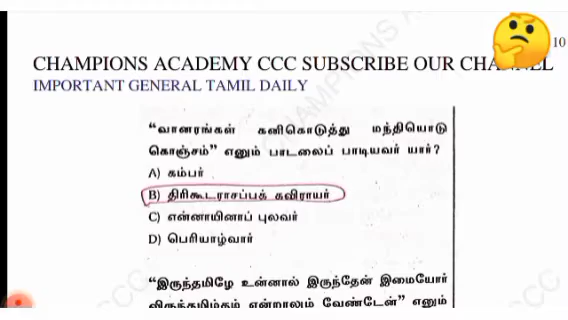 10
CHAMPIONS ACADEMY CCC SUBSCRIBE OUR CHANNEL
IMPORTANT GENERAL TAMIL DAILY
"வானரங்கள் கனிகொடுத்து மந்தியொடு
கொஞ்சம்" எனும் பாடலைப் பாடியவர் யார்?
A) கம்பர்
B) திரிகூடராசப்பக் கவிராயர்
C) என்னாயினாப் புலவர்
D) பெரியாழ்வார்
"இருந்தமிழே உன்னால் இருந்தேன் இமையோர்
விருந்தமிழ்தம் என்றாலும் வேண்டேன்" எனும்